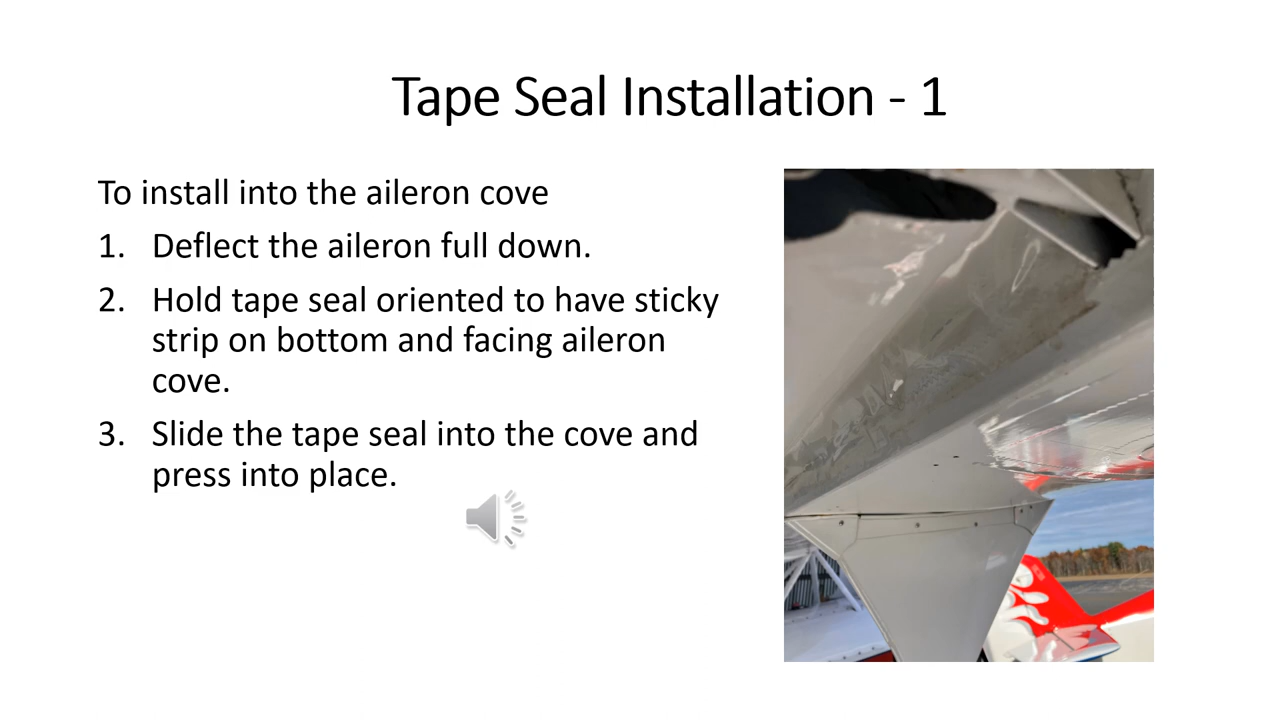 Tape Seal Installation - 1
To install into the aileron cove
1. Deflect the aileron full down.
2. Hold tape seal oriented to have sticky
strip on bottom and facing aileron
cove.
3. Slide the tape seal into the cove and
press into place.